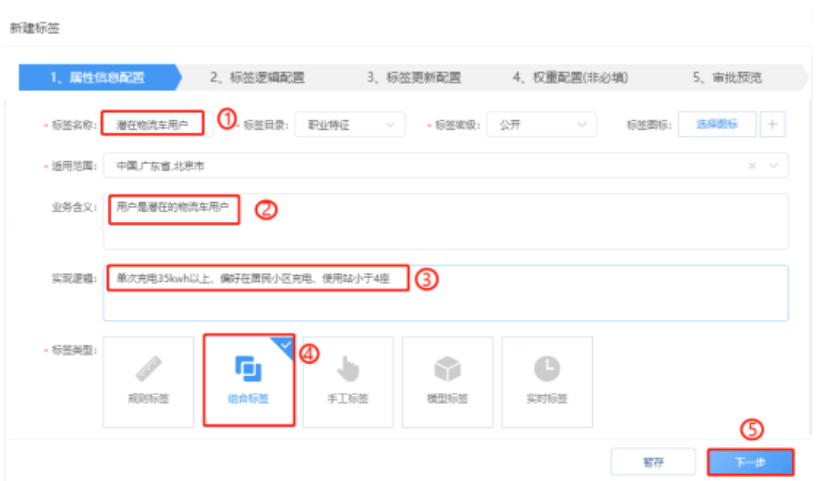 新建标签
1、属性信息配置 2、标签逻辑配置 3、标签更新配置 4、权重配置(非必填) 5、审批预览
* 标签名称: 潜在物流车用户 ① * 标签目录: 职业特征 * 标签密级: 公开 标签图标: 选择图标 +
* 适用范围: 中国,广东省,北京市
业务含义: 用户是潜在的物流车用户 ②
实现逻辑: 单次充电35kwh以上、偏好在居民小区充电、使用站小于4座 ③
* 标签类型: ④
规则标签 组合标签 手工标签 模型标签 实时标签
⑤
暂存 下一步